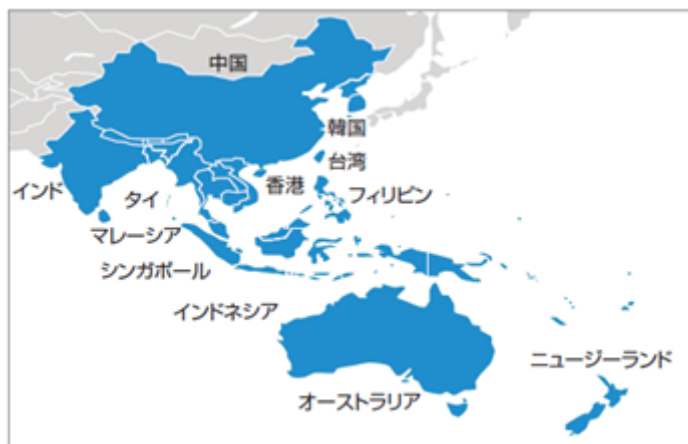 中国
韓国
台湾
香港
フィリピン
インド
タイ
マレーシア
シンガポール
インドネシア
ニュージーランド
オーストラリア